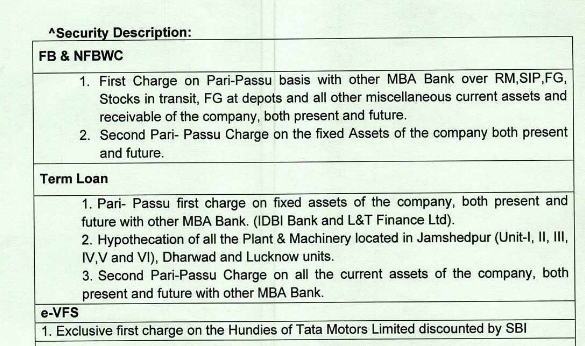 ^Security Description:
FB & NFBWC
1. First Charge on Pari-Passu basis with other MBA Bank over RM,SIP,FG,
Stocks in transit, FG at depots and all other miscellaneous current assets and
receivable of the company, both present and future.
2. Second Pari- Passu Charge on the fixed Assets of the company both present
and future.
Term Loan
1. Pari- Passu first charge on fixed assets of the company, both present and
future with other MBA Bank. (IDBI Bank and L&T Finance Ltd).
2. Hypothecation of all the Plant & Machinery located in Jamshedpur (Unit-I, II, III,
IV,V and VI), Dharwad and Lucknow units.
3. Second Pari-Passu Charge on all the current assets of the company, both
present and future with other MBA Bank.
e-VFS
1. Exclusive first charge on the Hundies of Tata Motors Limited discounted by SBI